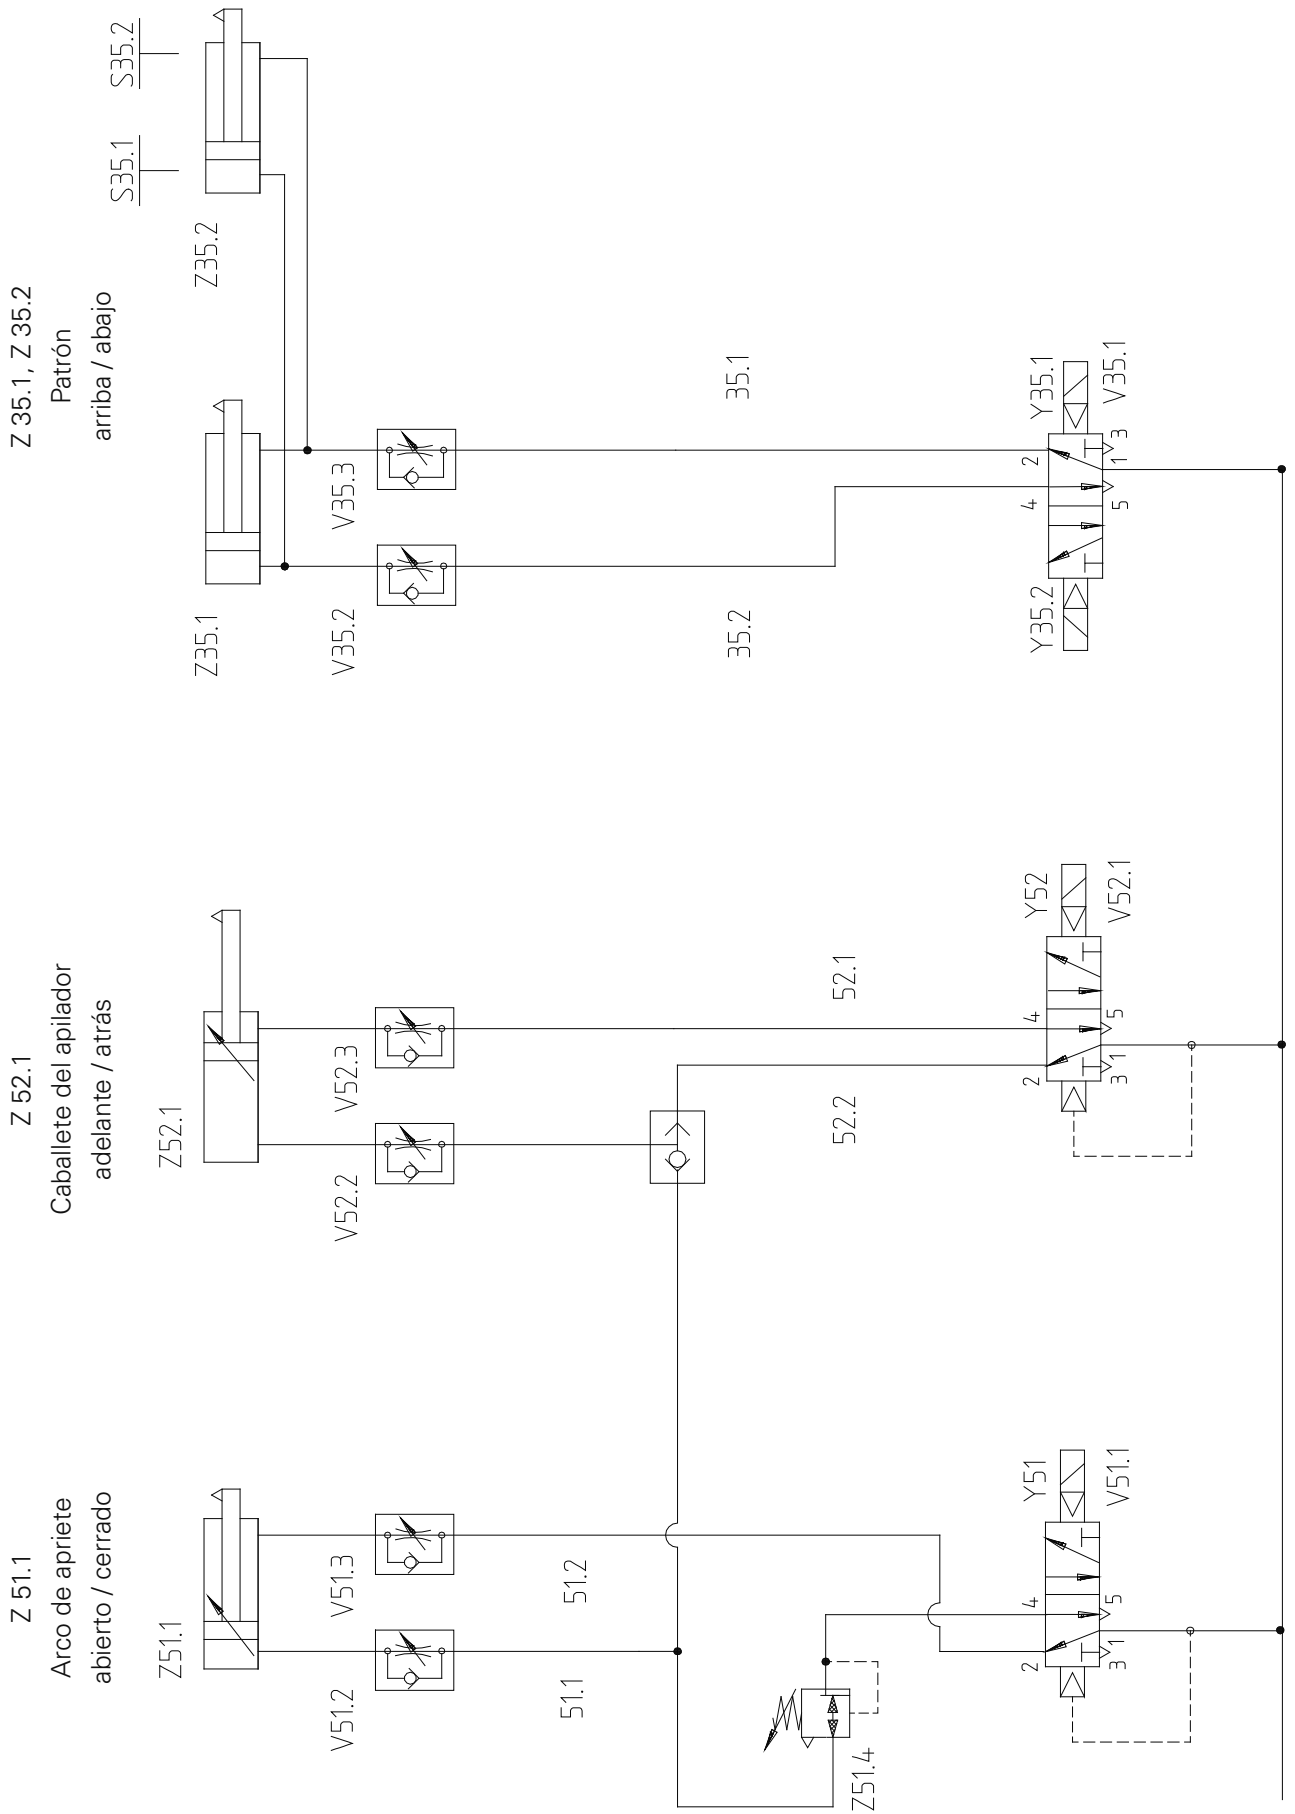 Z 51.1
Arco de apriete
abierto / cerrado
Z51.1
V51.2
V51.3
51.1
51.2
Z51.4
2
4
3
1
5
Y51
V51.1
Z 52.1
Caballete del apilador
adelante / atrás
Z52.1
V52.2
V52.3
52.2
52.1
2
4
3
1
5
Y52
V52.1
Z 35.1, Z 35.2
Patrón
arriba / abajo
Z35.1
Z35.2
S35.1
S35.2
V35.2
V35.3
35.2
35.1
Y35.2
4
2
5
1
3
Y35.1
V35.1